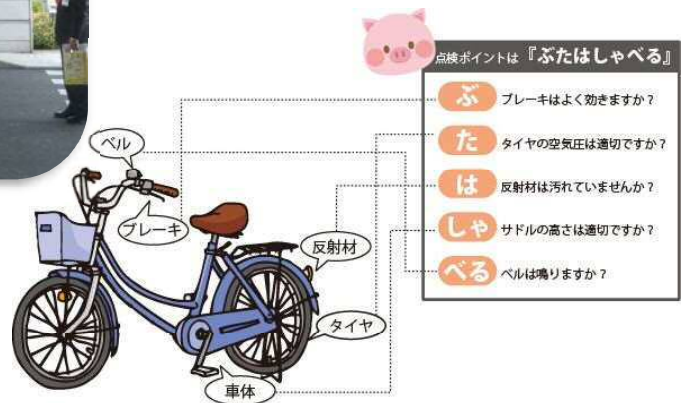 点検ポイントは『ぶたはしゃべる』
ぶ ブレーキはよく効きますか？
た タイヤの空気圧は適切ですか？
は 反射材は汚れていませんか？
しゃ サドルの高さは適切ですか？
べる ベルは鳴りますか？
ベル
ブレーキ
反射材
タイヤ
車体